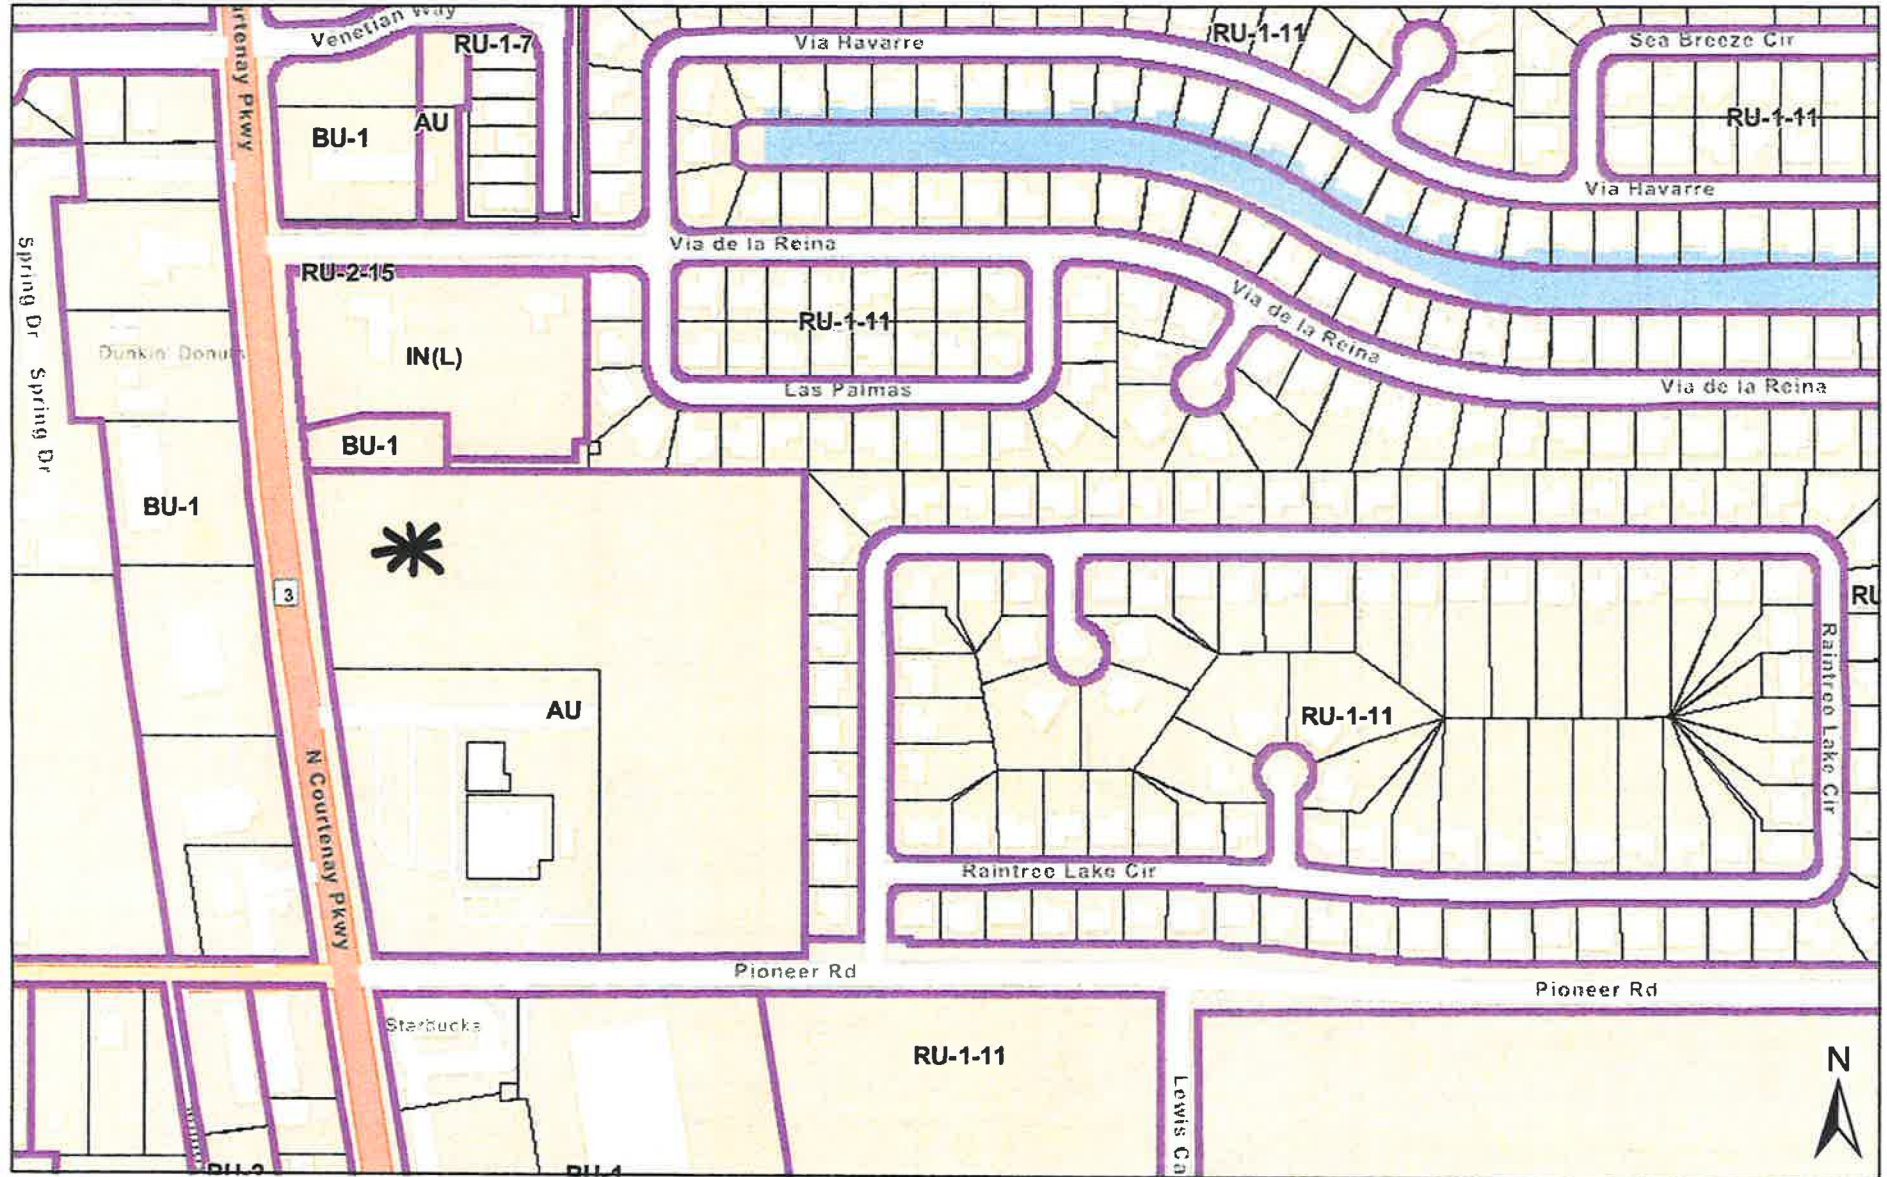 Venetian Way
RU-1-7
Via Havarre
RU-1-11
Sea Breeze Cir
BU-1
AU
RU-1-11
Via Havarre
Via de la Reina
RU-2-15
Spring Dr
Via de la Reina
RU-1-11
Dunkin' Donuts
IN(L)
Las Palmas
Via de la Reina
Spring Dr
BU-1
BU-1
3
AU
RU-1-11
Raintree Lake Cir
N Courtenay Pkwy
Raintree Lake Cir
Pioneer Rd
Pioneer Rd
Starbucks
RU-1-11
N